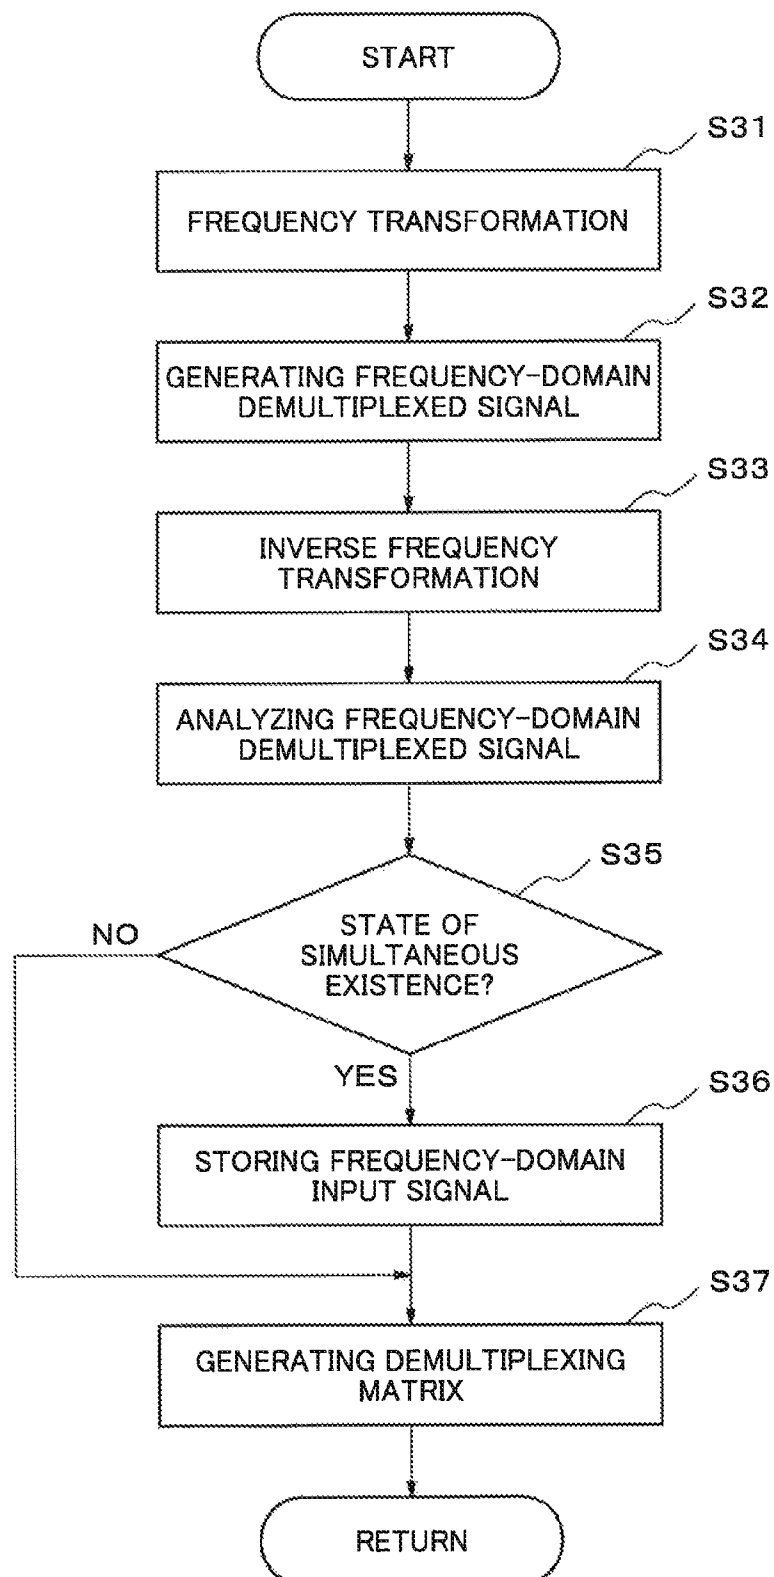 START
S31
FREQUENCY TRANSFORMATION
S32
GENERATING FREQUENCY-DOMAIN
DEMULTIPLEXED SIGNAL
S33
INVERSE FREQUENCY
TRANSFORMATION
S34
ANALYZING FREQUENCY-DOMAIN
DEMULTIPLEXED SIGNAL
S35
NO
STATE OF
SIMULTANEOUS
EXISTENCE?
YES
S36
STORING FREQUENCY-DOMAIN
INPUT SIGNAL
S37
GENERATING DEMULTIPLEXING
MATRIX
RETURN